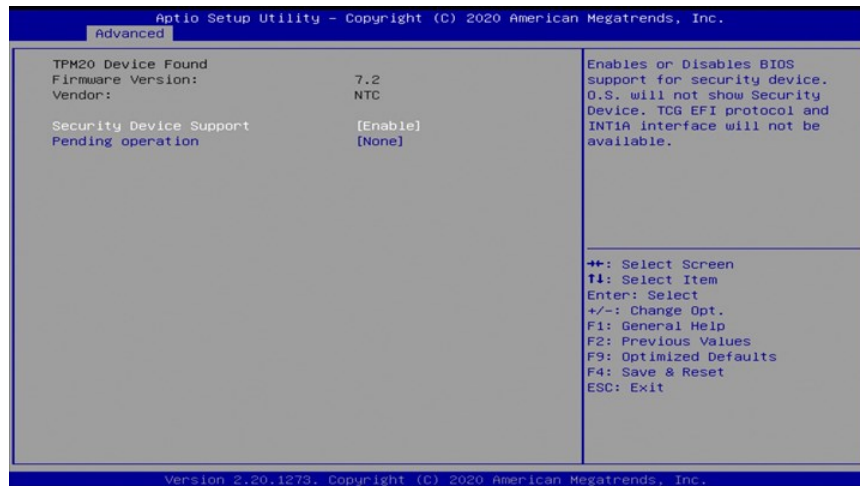 Aptio Setup Utility – Copyright (C) 2020 American Megatrends, Inc.
Advanced
TPM20 Device Found
Firmware Version: 7.2
Vendor: NTC
Security Device Support [Enable]
Pending operation [None]
Enables or Disables BIOS
support for security device.
O.S. will not show Security
Device. TCG EFI protocol and
INT1A interface will not be
available.
→←: Select Screen
↑↓: Select Item
Enter: Select
+/-: Change Opt.
F1: General Help
F2: Previous Values
F9: Optimized Defaults
F4: Save & Reset
ESC: Exit
Version 2.20.1273. Copyright (C) 2020 American Megatrends, Inc.